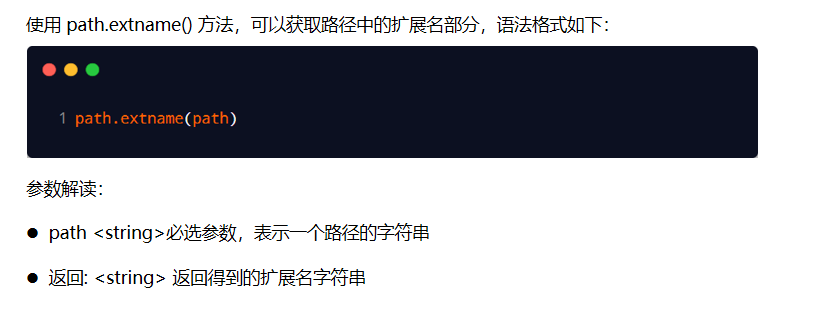 使用 path.extname() 方法，可以获取路径中的扩展名部分，语法格式如下：
1 path.extname(path)
参数解读：
● path <string>必选参数，表示一个路径的字符串
● 返回: <string> 返回得到的扩展名字符串